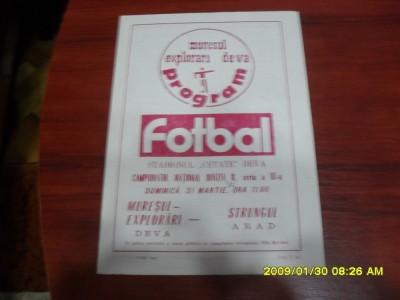 muresul
explorari deva
program
Fotbal
STADIONUL „CETATE” DEVA
CAMPIONATUL NATIONAL DIVIZIA B, seria a III-a
DUMINICĂ, 31 MARTIE, ORA 11,00
MUREŞUL-
EXPLORĂRI — STRUNGUL
DEVA ARAD
2009/01/30 08:26 AM